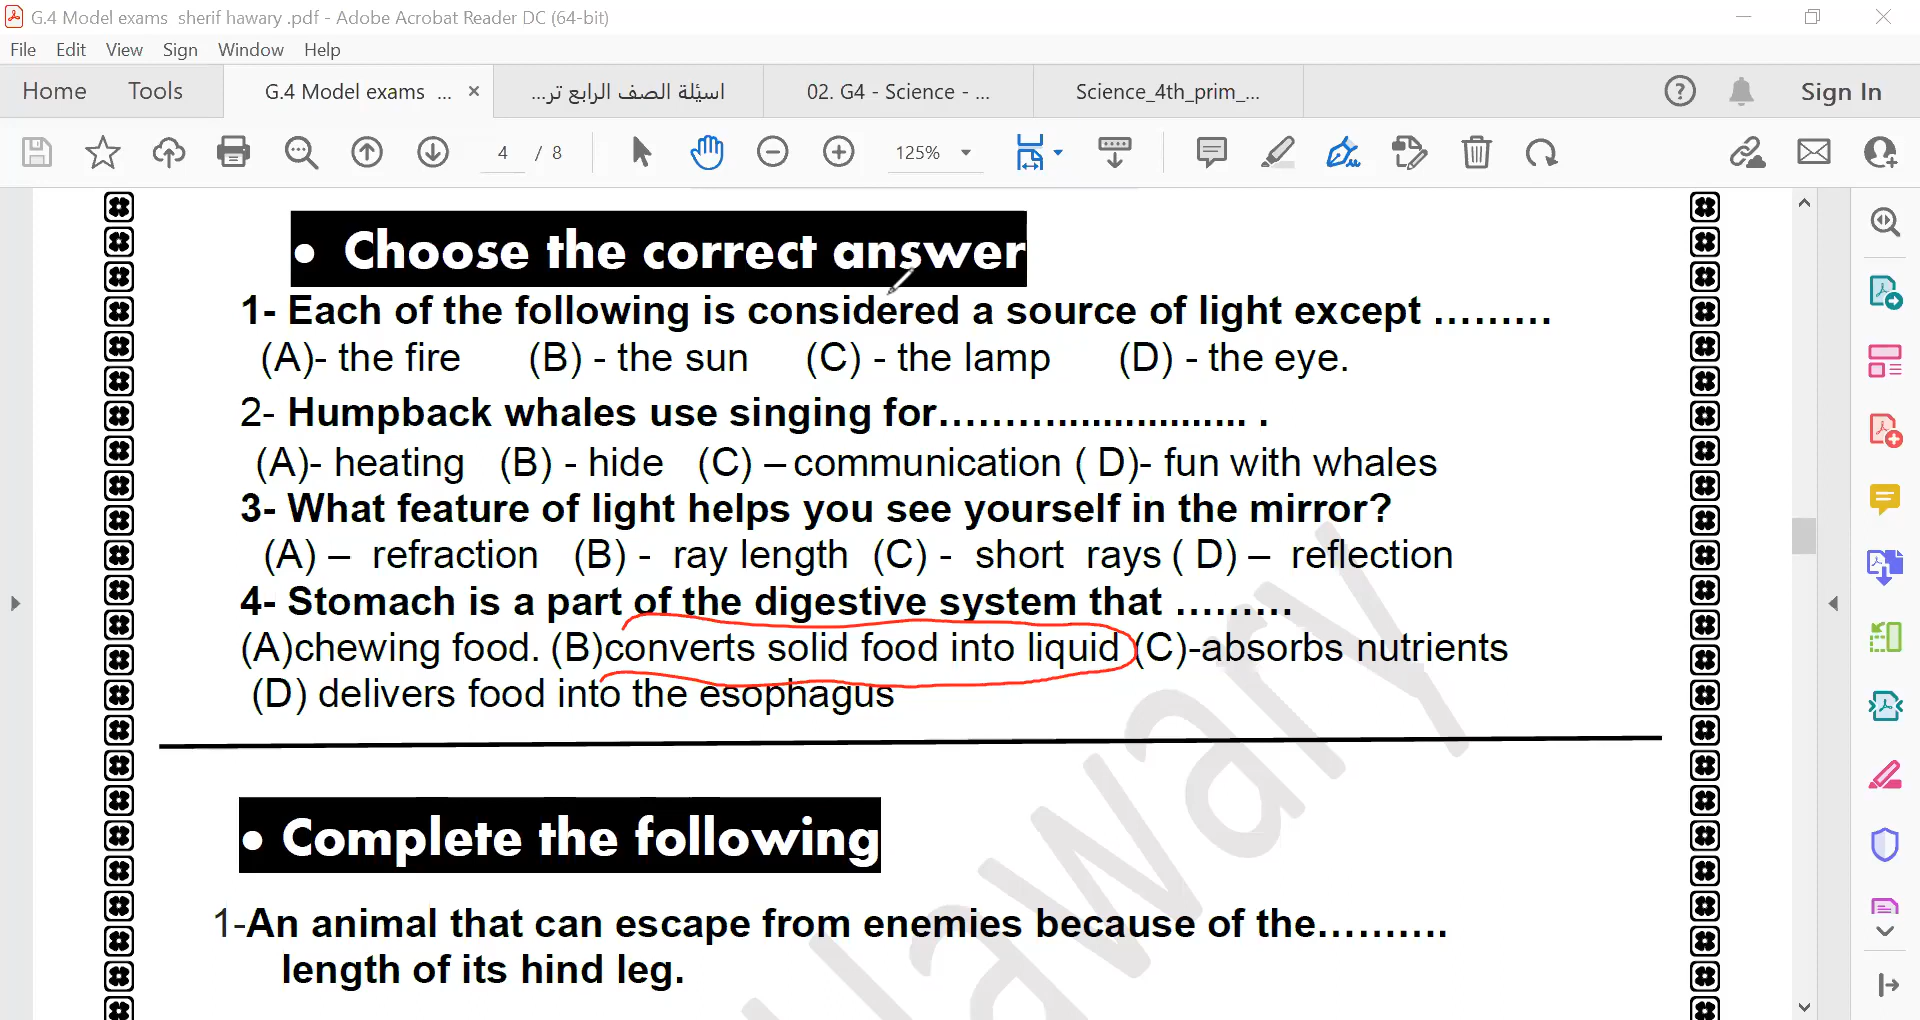 G.4 Model exams  sherif hawary .pdf - Adobe Acrobat Reader DC (64-bit)
File Edit View Sign Window Help
Home Tools G.4 Model exams ... × اسئلة الصف الرابع تر... 02. G4 - Science - ... Science_4th_prim_... Sign In
4 / 8 125%
• Choose the correct answer
1- Each of the following is considered a source of light except .........
(A)- the fire (B) - the sun (C) - the lamp (D) - the eye.
2- Humpback whales use singing for............................ .
(A)- heating (B) - hide (C) – communication ( D)- fun with whales
3- What feature of light helps you see yourself in the mirror?
(A) – refraction (B) - ray length (C) - short rays ( D) – reflection
4- Stomach is a part of the digestive system that .........
(A)chewing food. (B)converts solid food into liquid (C)-absorbs nutrients
(D) delivers food into the esophagus
• Complete the following
1-An animal that can escape from enemies because of the..........
length of its hind leg.
Hawary